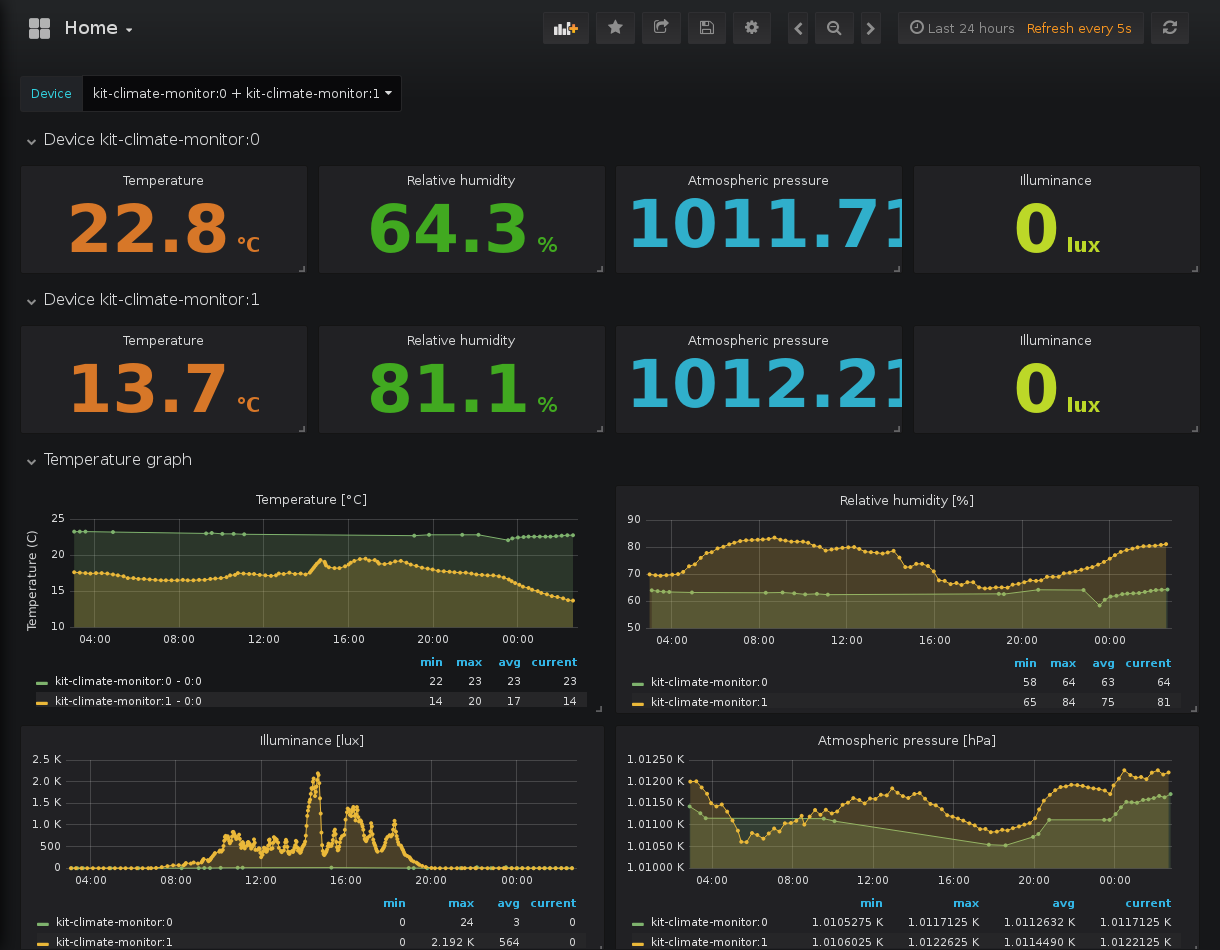 Home
Last 24 hours Refresh every 5s
Device kit-climate-monitor:0 + kit-climate-monitor:1
Device kit-climate-monitor:0
Temperature Relative humidity Atmospheric pressure Illuminance
22.8 °C 64.3 % 1011.71 0 lux
Device kit-climate-monitor:1
Temperature Relative humidity Atmospheric pressure Illuminance
13.7 °C 81.1 % 1012.21 0 lux
Temperature graph
Temperature [°C]
Temperature (C)
25
20
15
10
04:00 08:00 12:00 16:00 20:00 00:00
min max avg current
kit-climate-monitor:0 - 0:0 22 23 23 23
kit-climate-monitor:1 - 0:0 14 20 17 14
Relative humidity [%]
90
80
70
60
50
04:00 08:00 12:00 16:00 20:00 00:00
min max avg current
kit-climate-monitor:0 58 64 63 64
kit-climate-monitor:1 65 84 75 81
Illuminance [lux]
2.5 K
2.0 K
1.5 K
1.0 K
500
0
04:00 08:00 12:00 16:00 20:00 00:00
min max avg current
kit-climate-monitor:0 0 24 3 0
kit-climate-monitor:1 0 2.192 K 564 0
Atmospheric pressure [hPa]
1.01250 K
1.01200 K
1.01150 K
1.01100 K
1.01050 K
1.01000 K
04:00 08:00 12:00 16:00 20:00 00:00
min max avg current
kit-climate-monitor:0 1.0105275 K 1.0117125 K 1.0112632 K 1.0117125 K
kit-climate-monitor:1 1.0106025 K 1.0122625 K 1.0114490 K 1.0122125 K